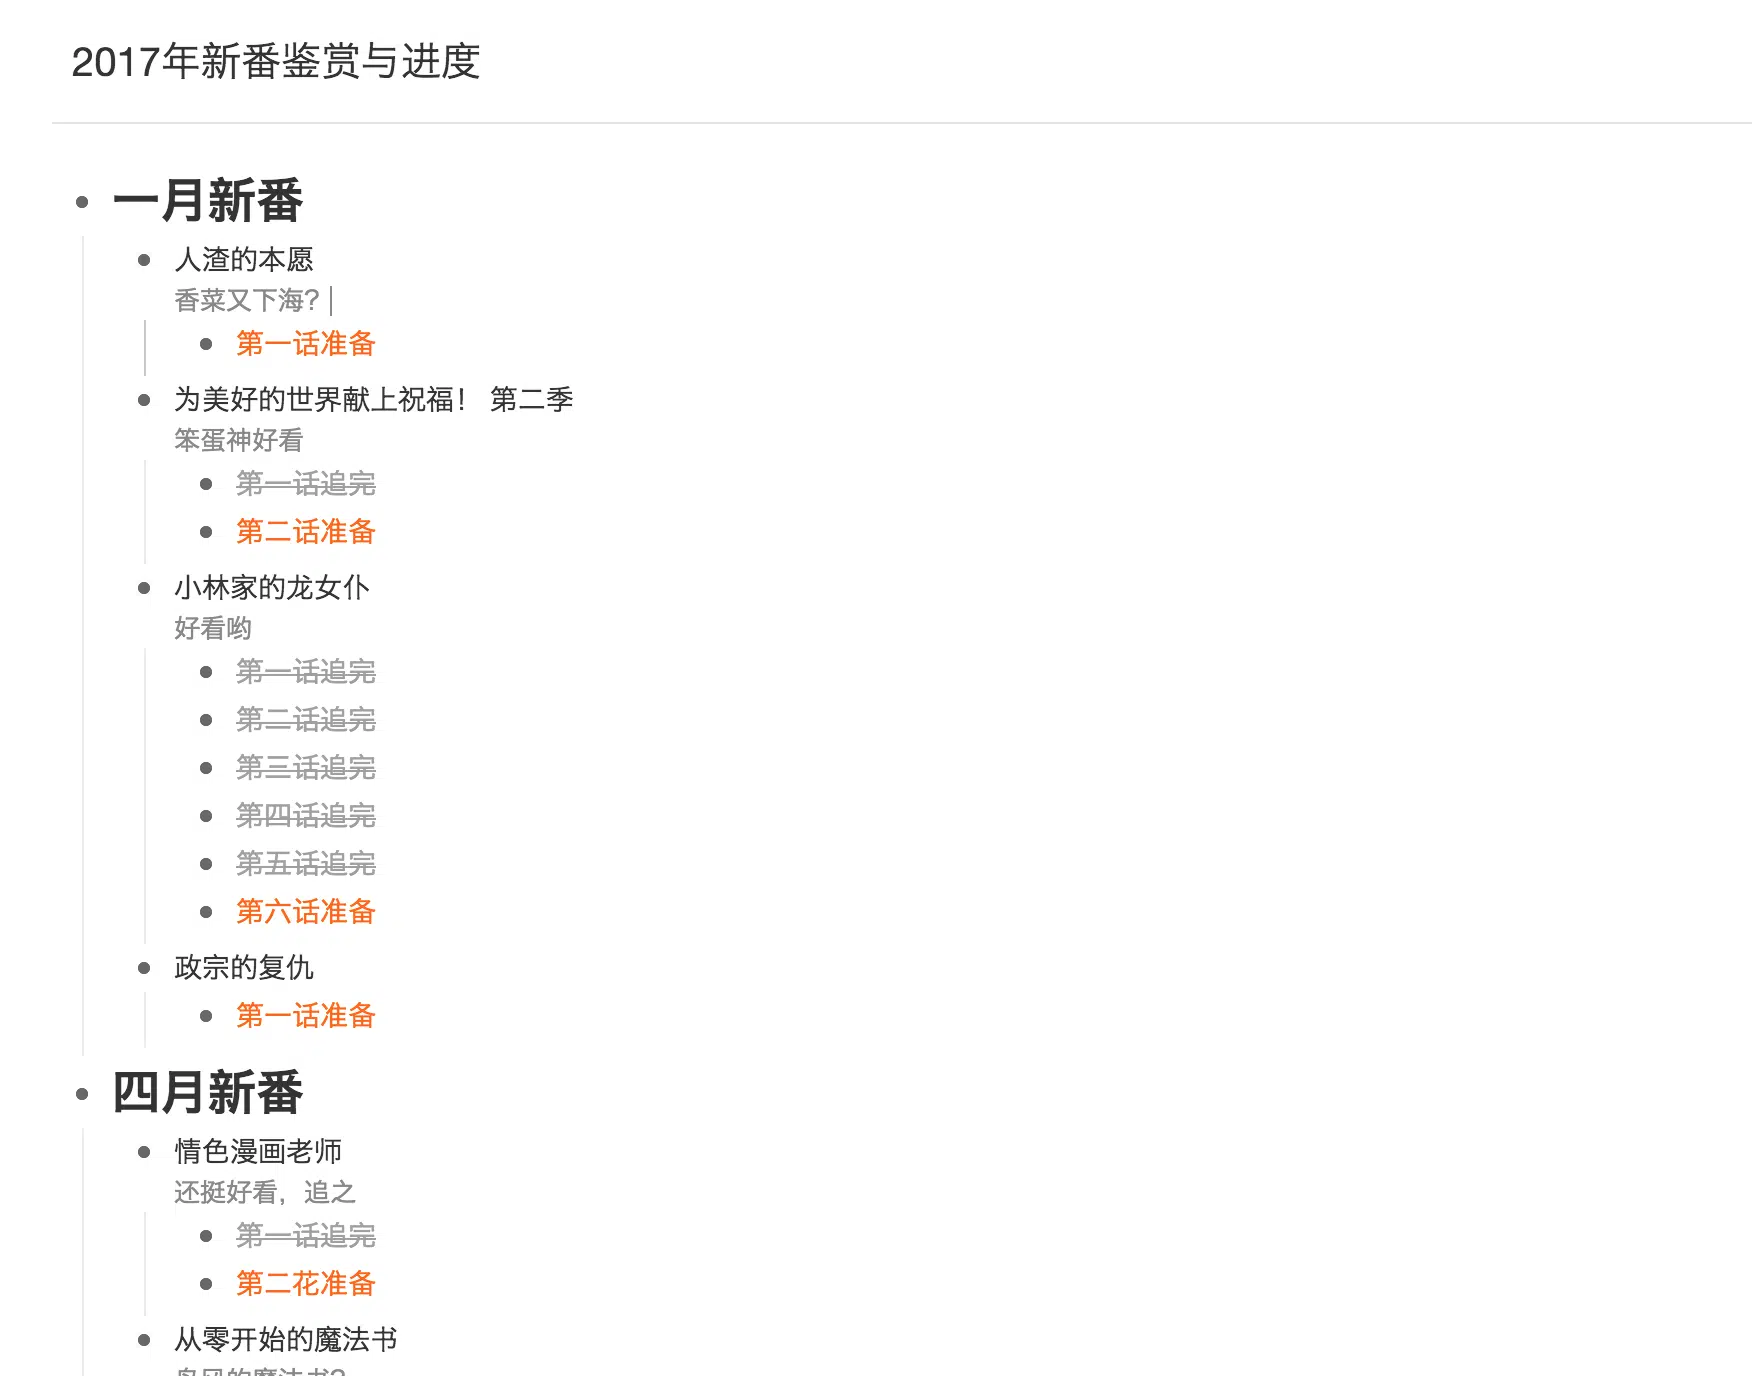 2017年新番鉴赏与进度
一月新番
人渣的本愿
香菜又下海？
第一话准备
为美好的世界献上祝福！ 第二季
笨蛋神好看
第一话追完
第二话准备
小林家的龙女仆
好看哟
第一话追完
第二话追完
第三话追完
第四话追完
第五话追完
第六话准备
政宗的复仇
第一话准备
四月新番
情色漫画老师
还挺好看，追之
第一话追完
第二花准备
从零开始的魔法书
的魔法书？